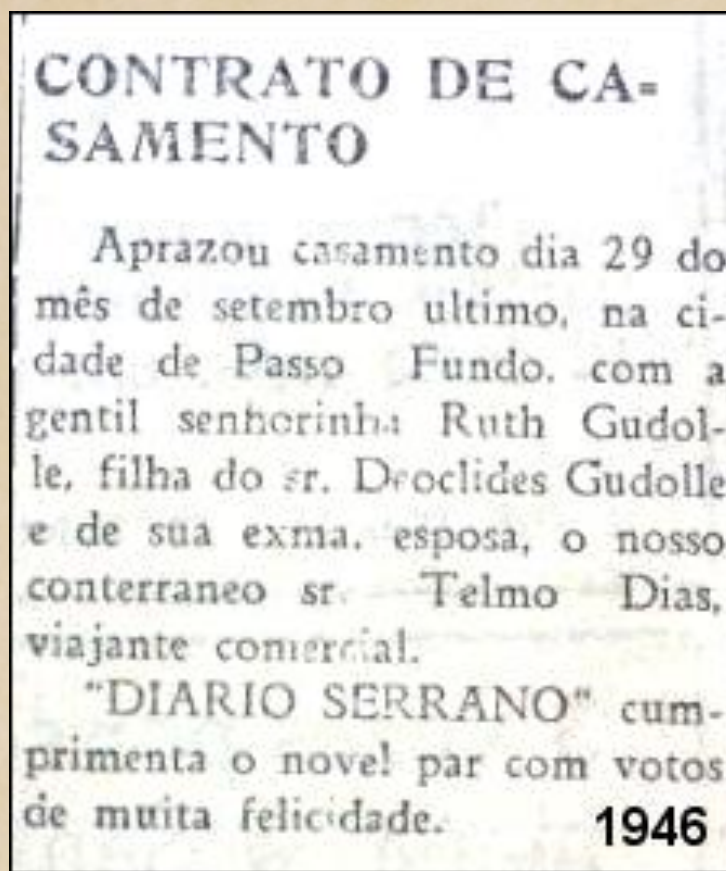 CONTRATO DE CA-
SAMENTO
Aprazou casamento dia 29 do
mês de setembro ultimo, na ci-
dade de Passo Fundo, com a
gentil senhorinha Ruth Gudol-
le, filha do sr. Deoclides Gudolle
e de sua exma. esposa, o nosso
conterraneo sr. Telmo Dias,
viajante comercial.
"DIARIO SERRANO" cum-
primenta o novel par com votos
de muita felicidade.
1946